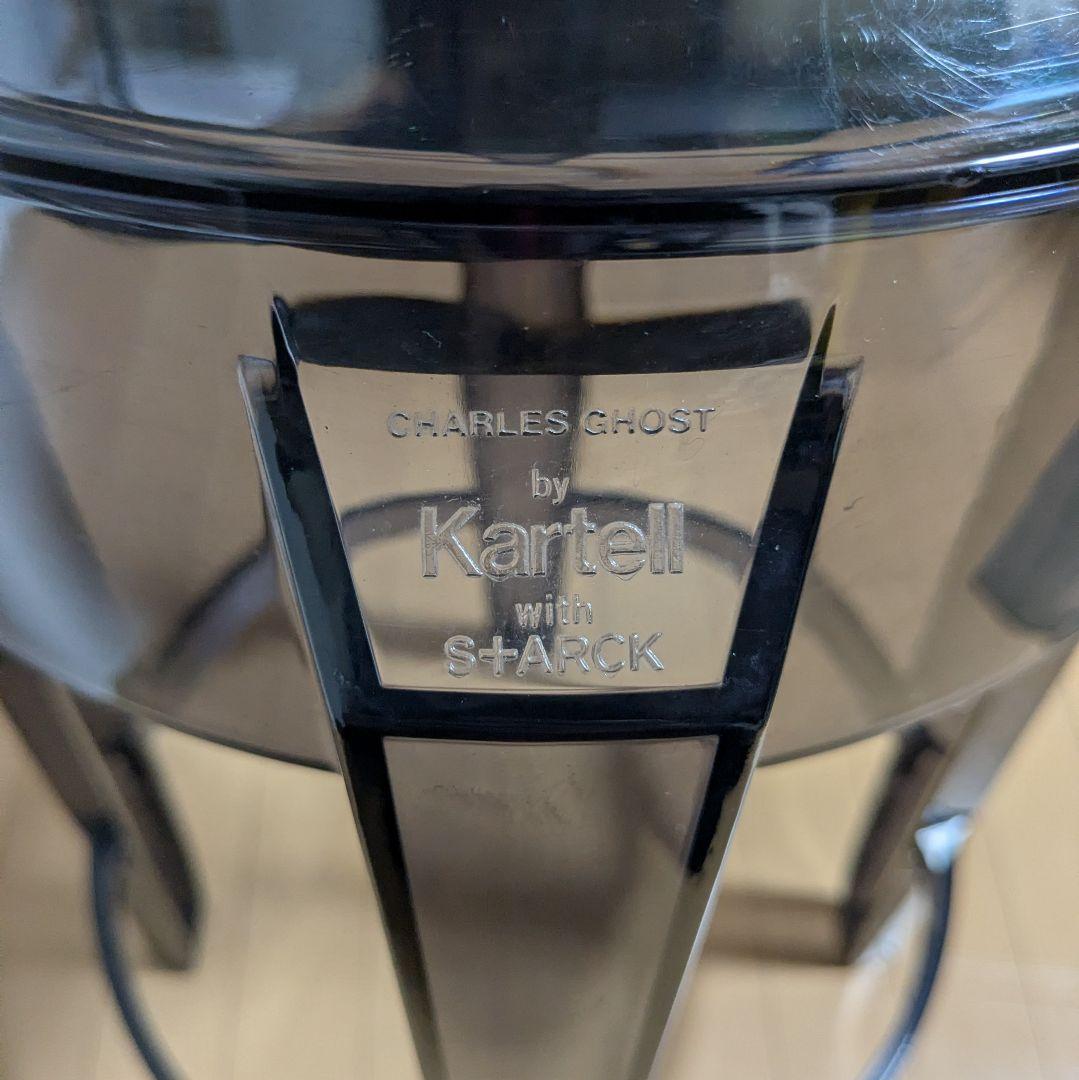 CHARLES GHOST
by
Kartell
with
S+ARCK